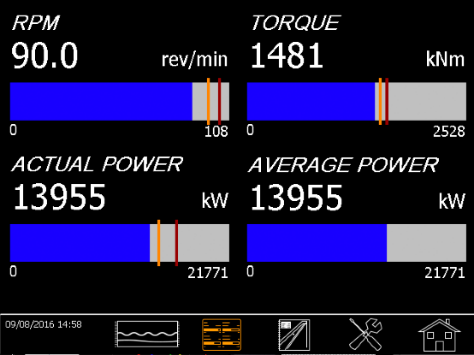 RPM
90.0 rev/min
0 108
TORQUE
1481 kNm
0 2528
ACTUAL POWER
13955 kW
0 21771
AVERAGE POWER
13955 kW
0 21771
09/08/2016 14:58